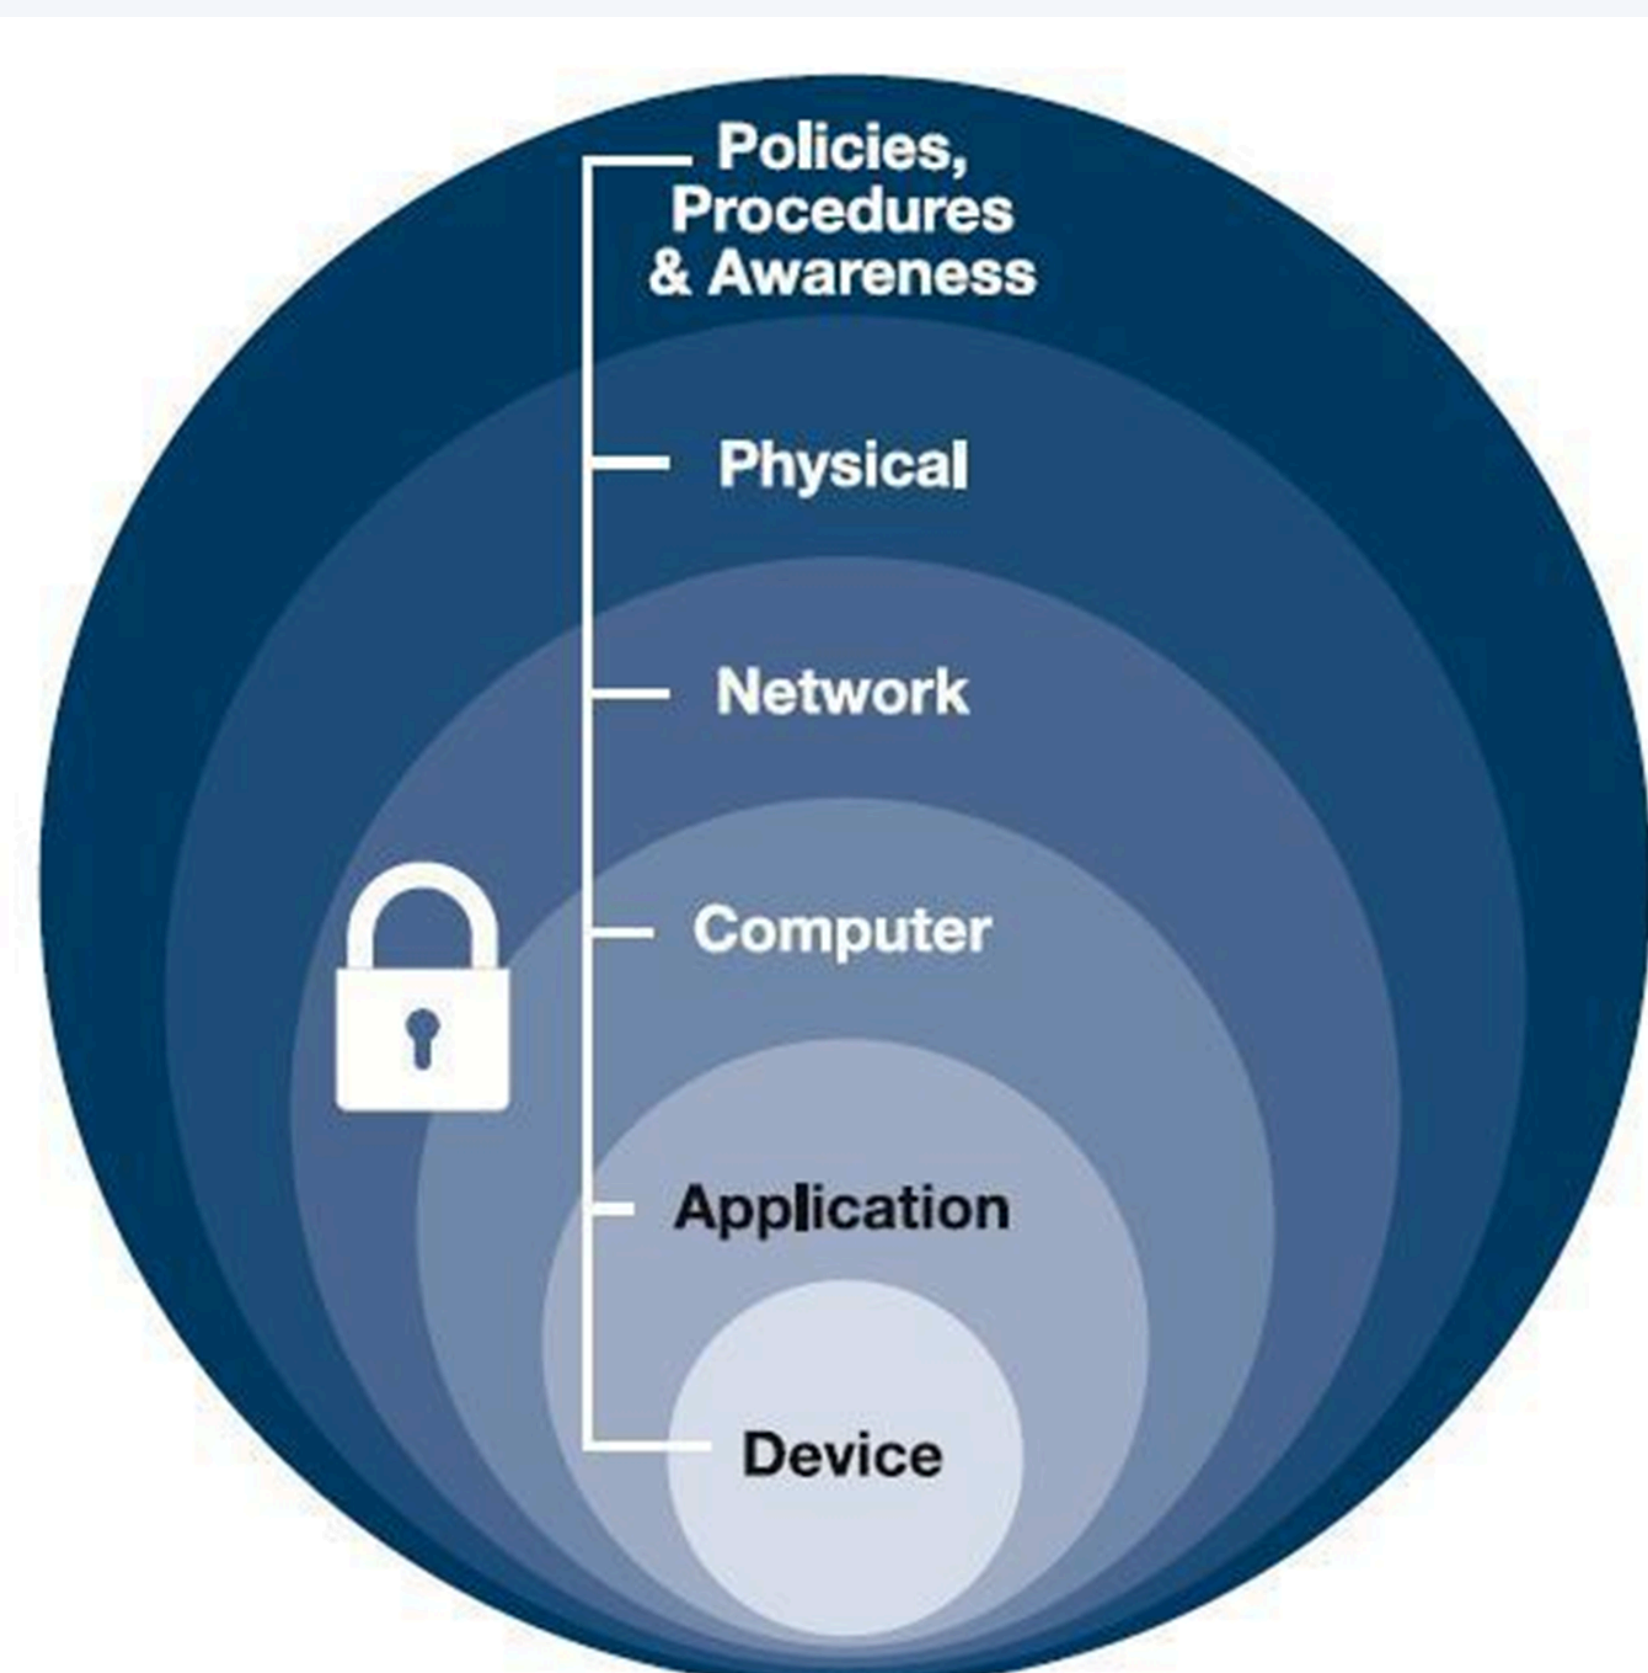 Policies,
Procedures
& Awareness
Physical
Network
Computer
Application
Device